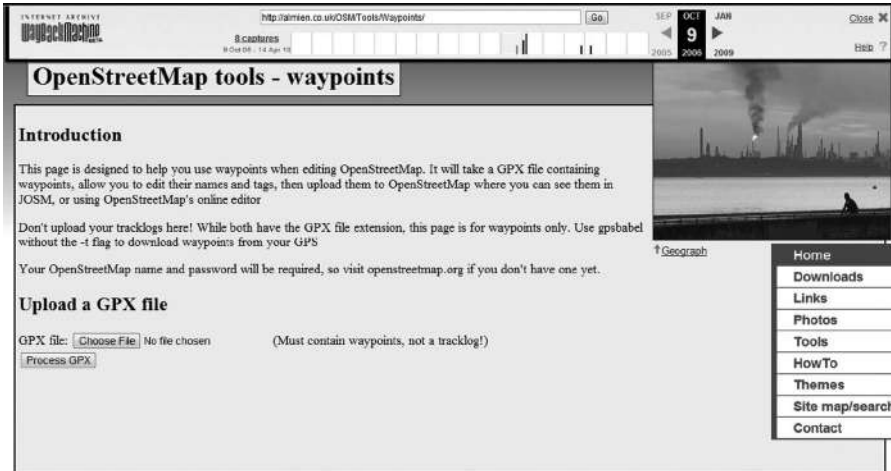 INTERNET ARCHIVE
WayBackMachine
BETA
http://almien.co.uk/OSM/Tools/Waypoints/
Go
8 captures
9 Oct 06 - 14 Apr 10
SEP OCT JAN
9
2005 2006 2009
Close X
Help ?
OpenStreetMap tools - waypoints
Introduction
This page is designed to help you use waypoints when editing OpenStreetMap. It will take a GPX file containing
waypoints, allow you to edit their names and tags, then upload them to OpenStreetMap where you can see them in
JOSM, or using OpenStreetMap's online editor
Don't upload your tracklogs here! While both have the GPX file extension, this page is for waypoints only. Use gpsbabel
without the -t flag to download waypoints from your GPS
Your OpenStreetMap name and password will be required, so visit openstreetmap.org if you don't have one yet.
Upload a GPX file
GPX file: Choose File No file chosen (Must contain waypoints, not a tracklog!)
Process GPX
↑Geograph
Home
Downloads
Links
Photos
Tools
HowTo
Themes
Site map/search
Contact